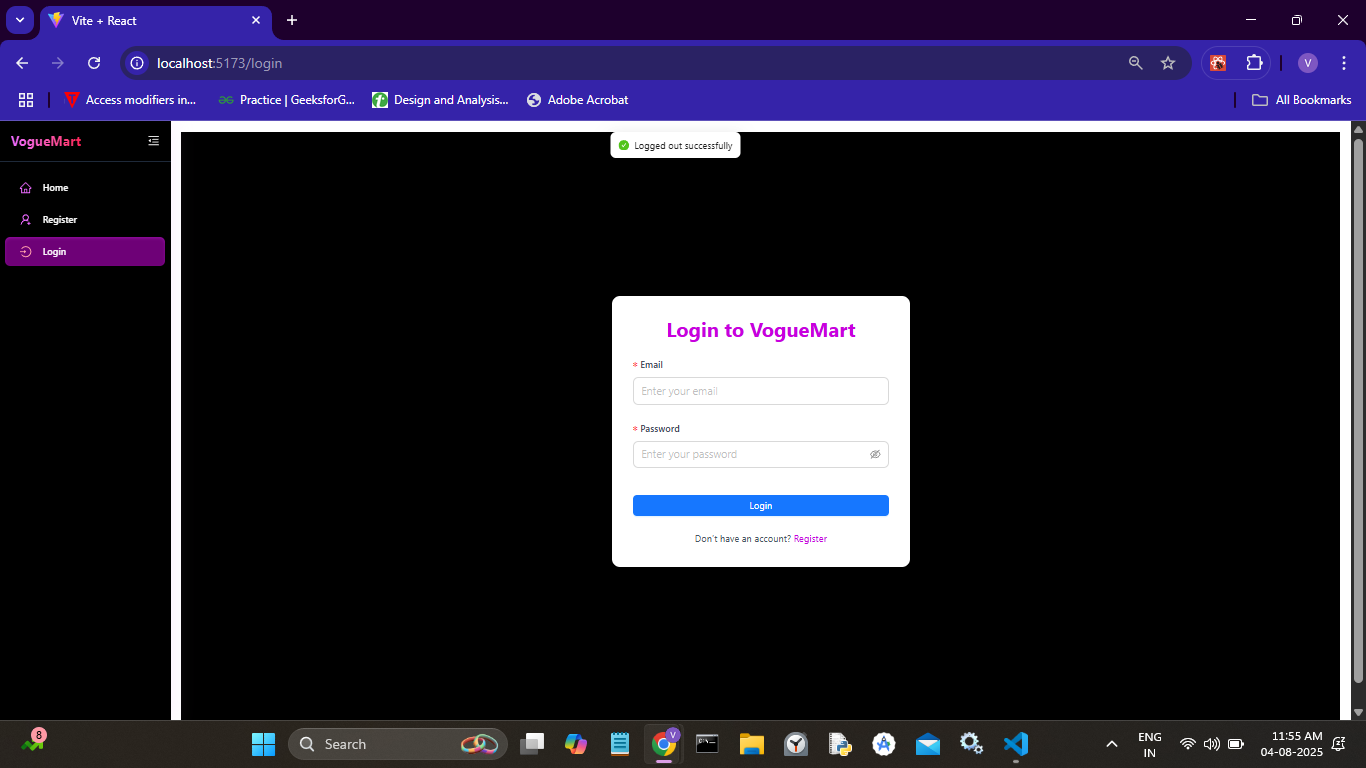 Vite + React
localhost:5173/login
V
Access modifiers in...
Practice | GeeksforG...
Design and Analysis...
Adobe Acrobat
All Bookmarks
VogueMart
Logged out successfully
Home
Register
Login
Login to VogueMart
* Email
Enter your email
* Password
Enter your password
Login
Don't have an account? Register
8
Search
V
ENG
IN
11:55 AM
04-08-2025